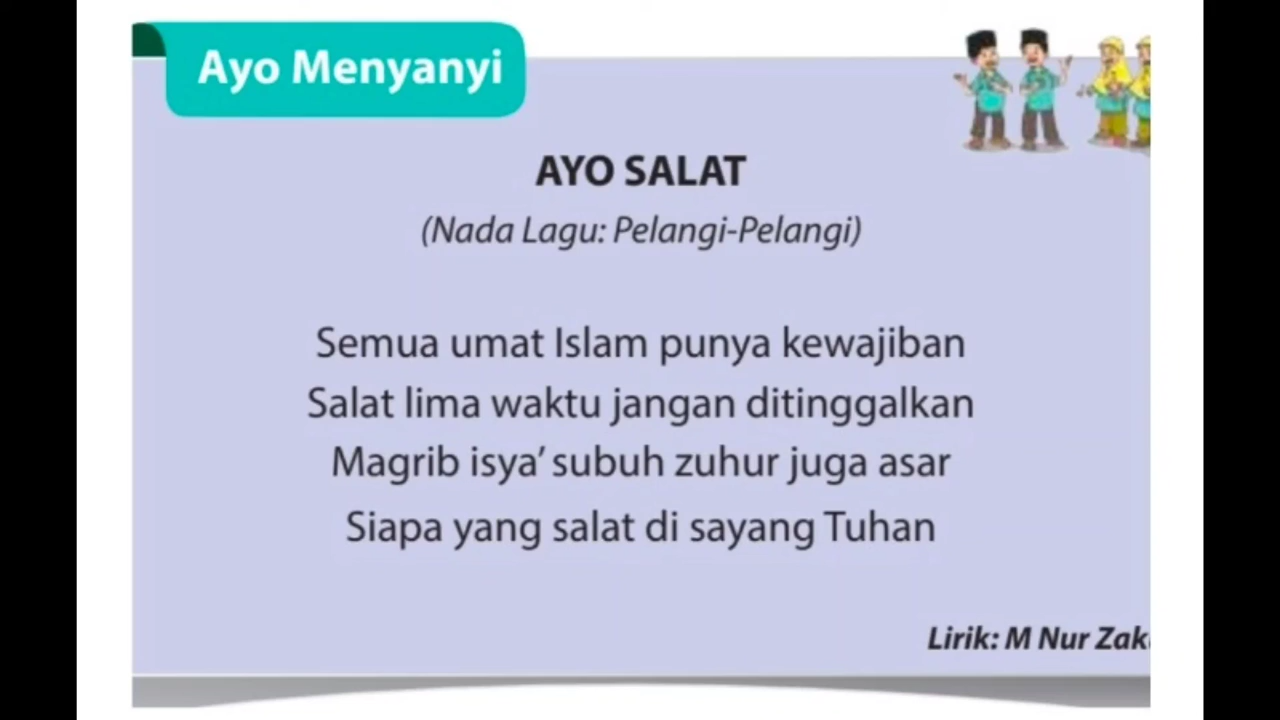 Ayo Menyanyi
AYO SALAT
(Nada Lagu: Pelangi-Pelangi)
Semua umat Islam punya kewajiban
Salat lima waktu jangan ditinggalkan
Magrib isya’ subuh zuhur juga asar
Siapa yang salat di sayang Tuhan
Lirik: M Nur